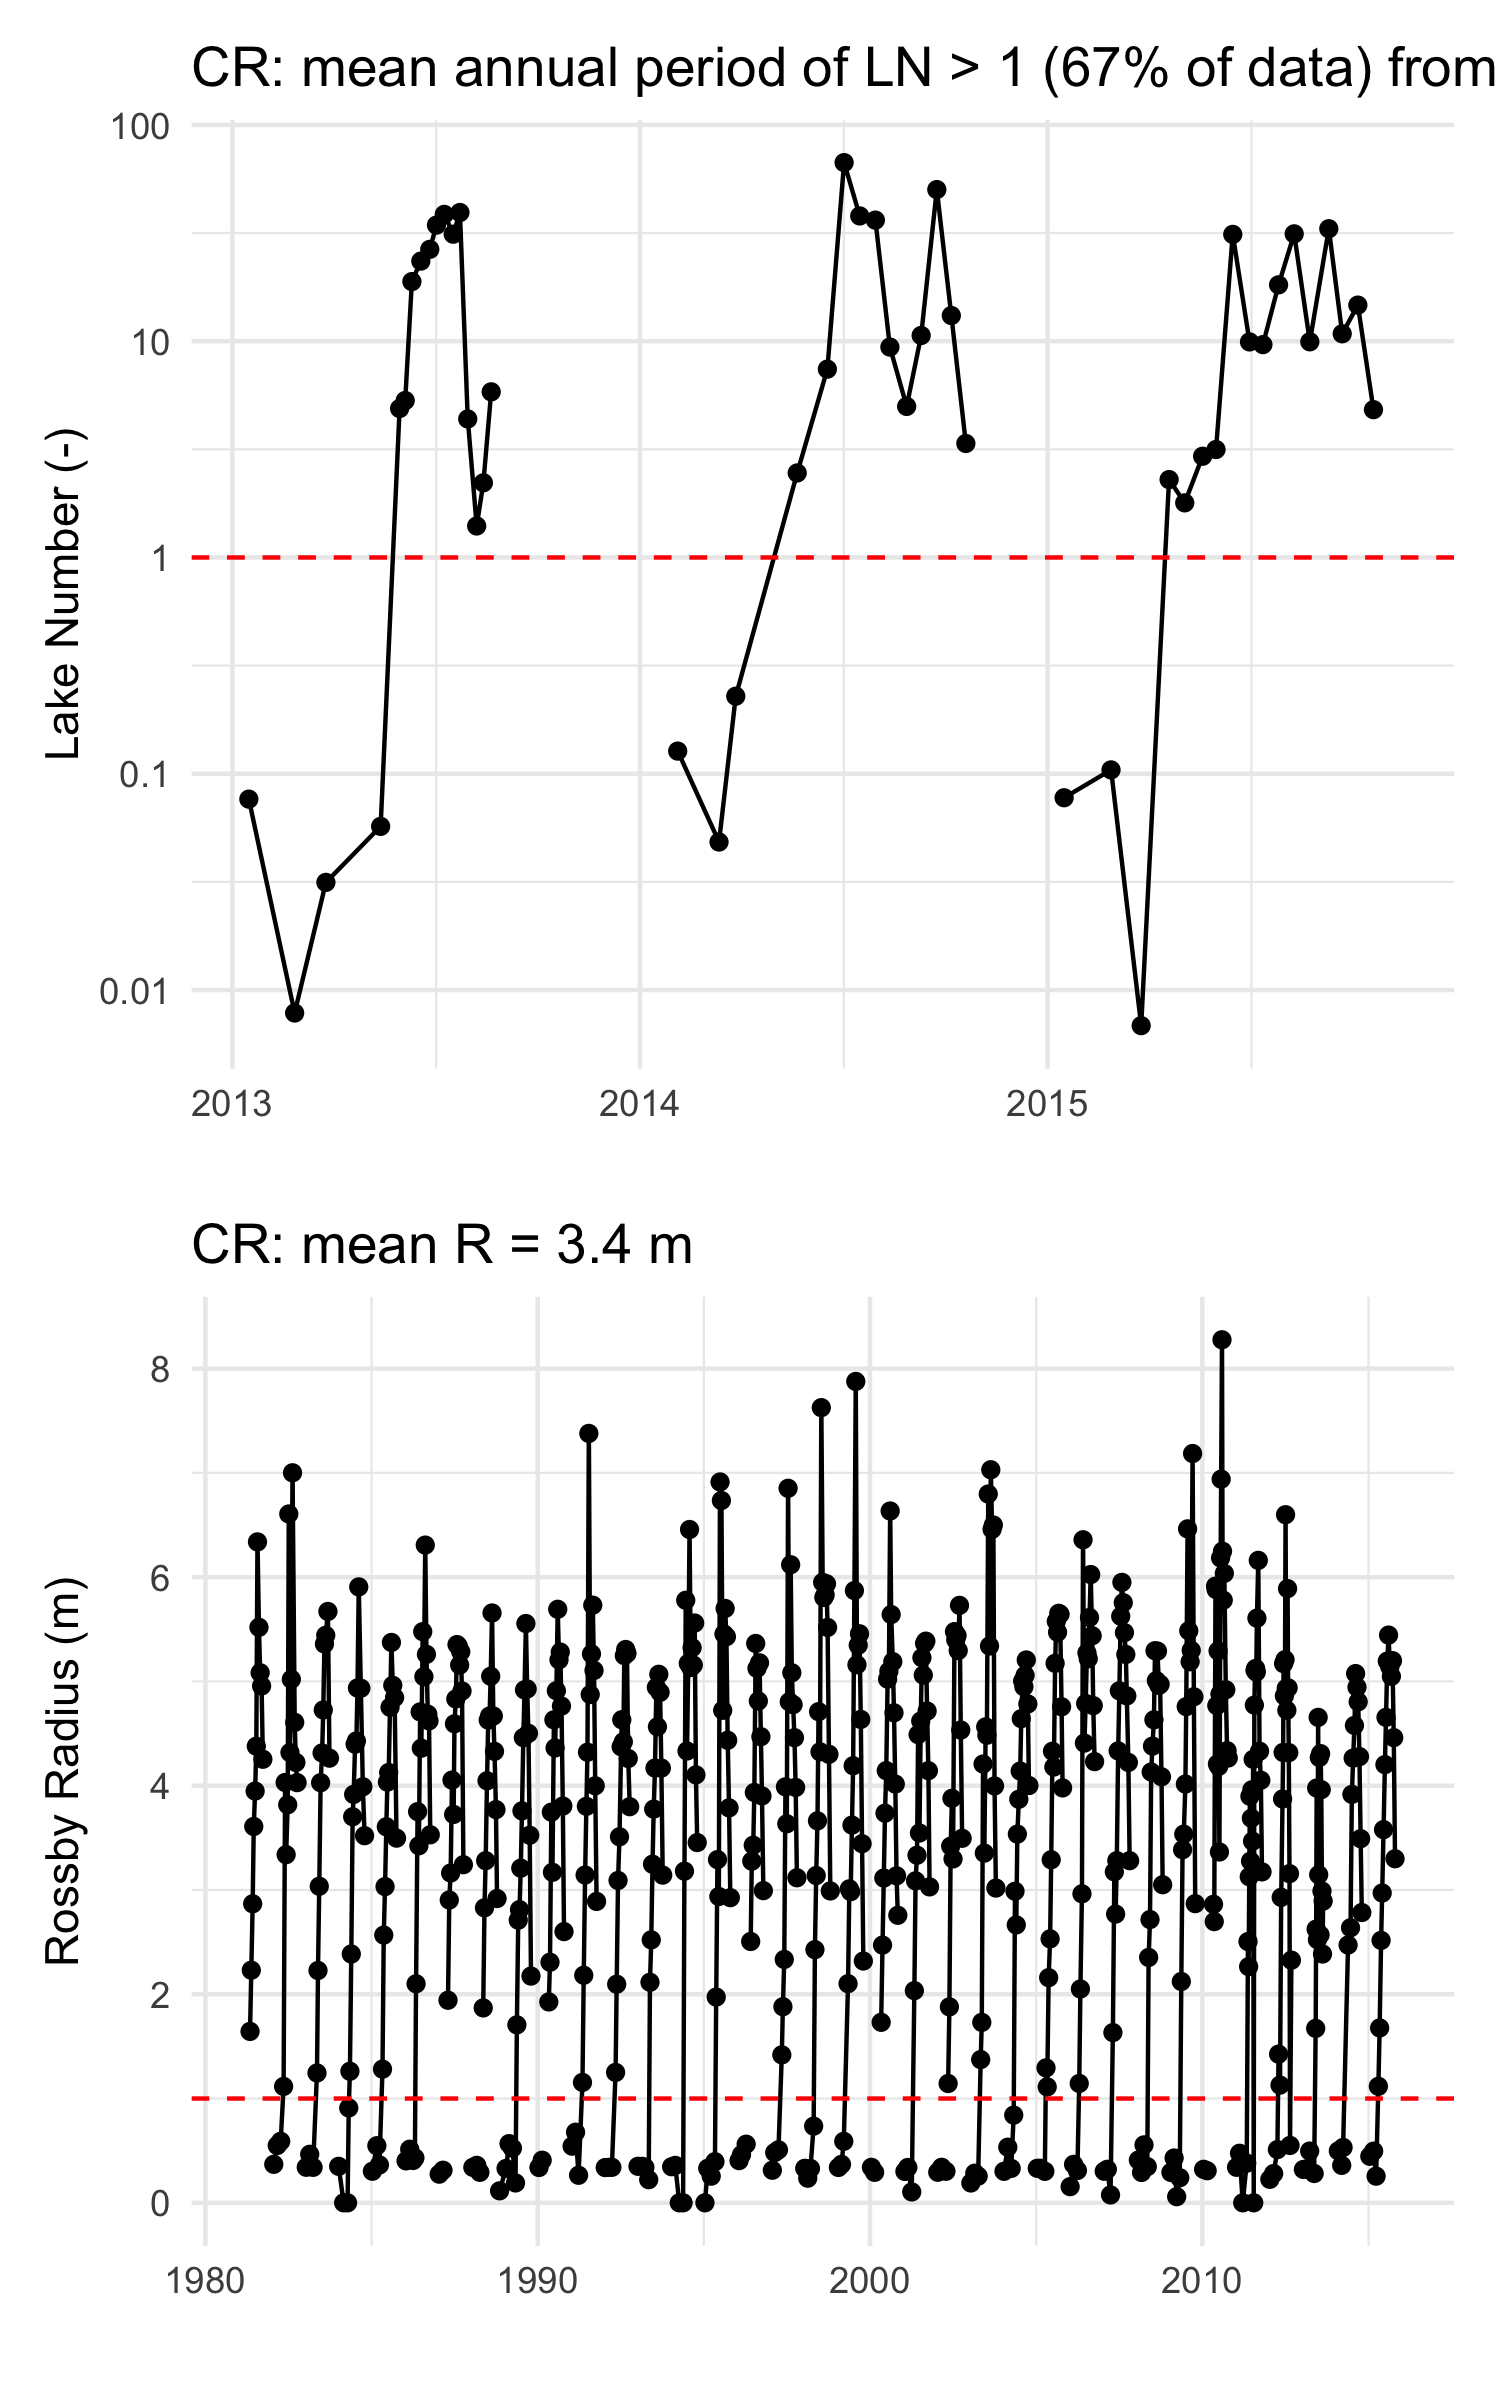 CR: mean annual period of LN > 1 (67% of data) from
100
10
1
0.1
0.01
Lake Number (-)
2013 2014 2015
CR: mean R = 3.4 m
8
6
4
2
0
Rossby Radius (m)
1980 1990 2000 2010